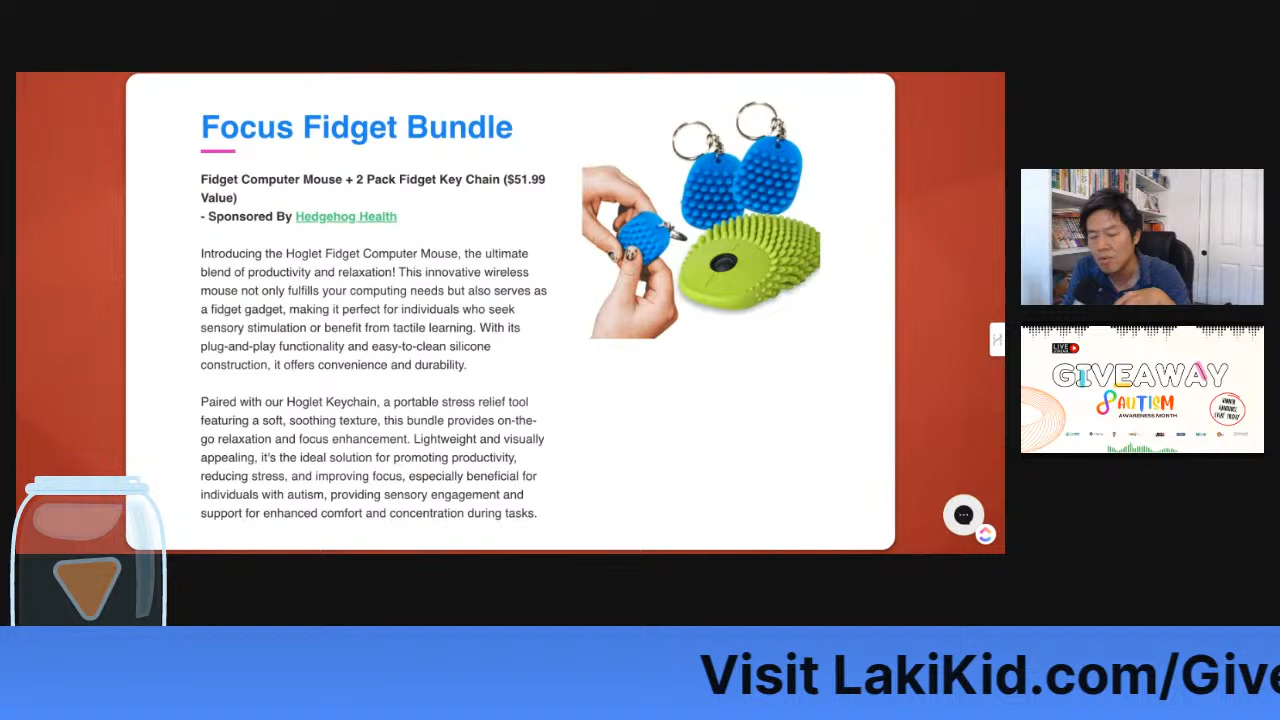 Focus Fidget Bundle
Fidget Computer Mouse + 2 Pack Fidget Key Chain ($51.99
Value)
- Sponsored By Hedgehog Health
Introducing the Hoglet Fidget Computer Mouse, the ultimate
blend of productivity and relaxation! This innovative wireless
mouse not only fulfills your computing needs but also serves as
a fidget gadget, making it perfect for individuals who seek
sensory stimulation or benefit from tactile learning. With its
plug-and-play functionality and easy-to-clean silicone
construction, it offers convenience and durability.
Paired with our Hoglet Keychain, a portable stress relief tool
featuring a soft, soothing texture, this bundle provides on-the-
go relaxation and focus enhancement. Lightweight and visually
appealing, it's the ideal solution for promoting productivity,
reducing stress, and improving focus, especially beneficial for
individuals with autism, providing sensory engagement and
support for enhanced comfort and concentration during tasks.
LIVE
GIVEAWAY
AUTISM
AWARENESS MONTH
Visit LakiKid.com/Give